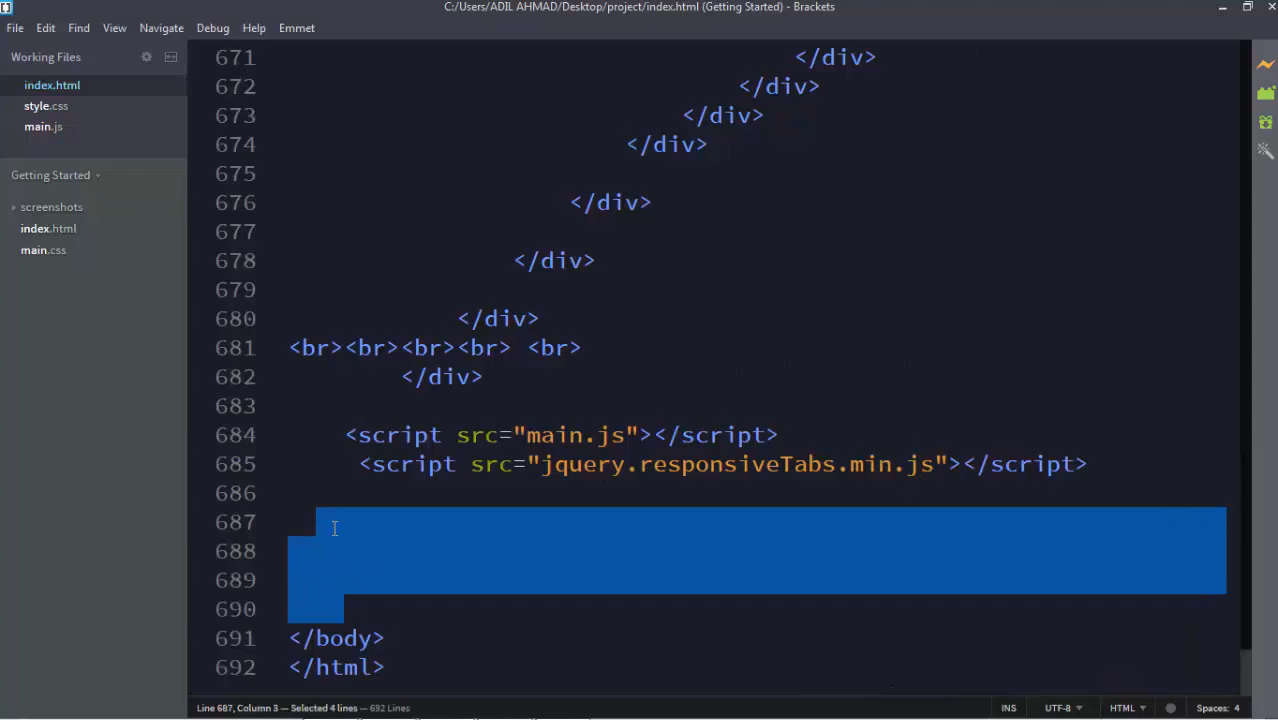 C:/Users/ADIL AHMAD/Desktop/project/index.html (Getting Started) - Brackets
File Edit Find View Navigate Debug Help Emmet
Working Files
index.html
style.css
main.js
Getting Started
screenshots
index.html
main.css
671 </div>
672 </div>
673 </div>
674 </div>
675
676 </div>
677
678 </div>
679
680 </div>
681 <br><br><br><br> <br>
682 </div>
683
684 <script src="main.js"></script>
685 <script src="jquery.responsiveTabs.min.js"></script>
686
687
688
689
690
691 </body>
692 </html>
Line 687, Column 3 — Selected 4 lines — 692 Lines INS UTF-8 HTML Spaces: 4